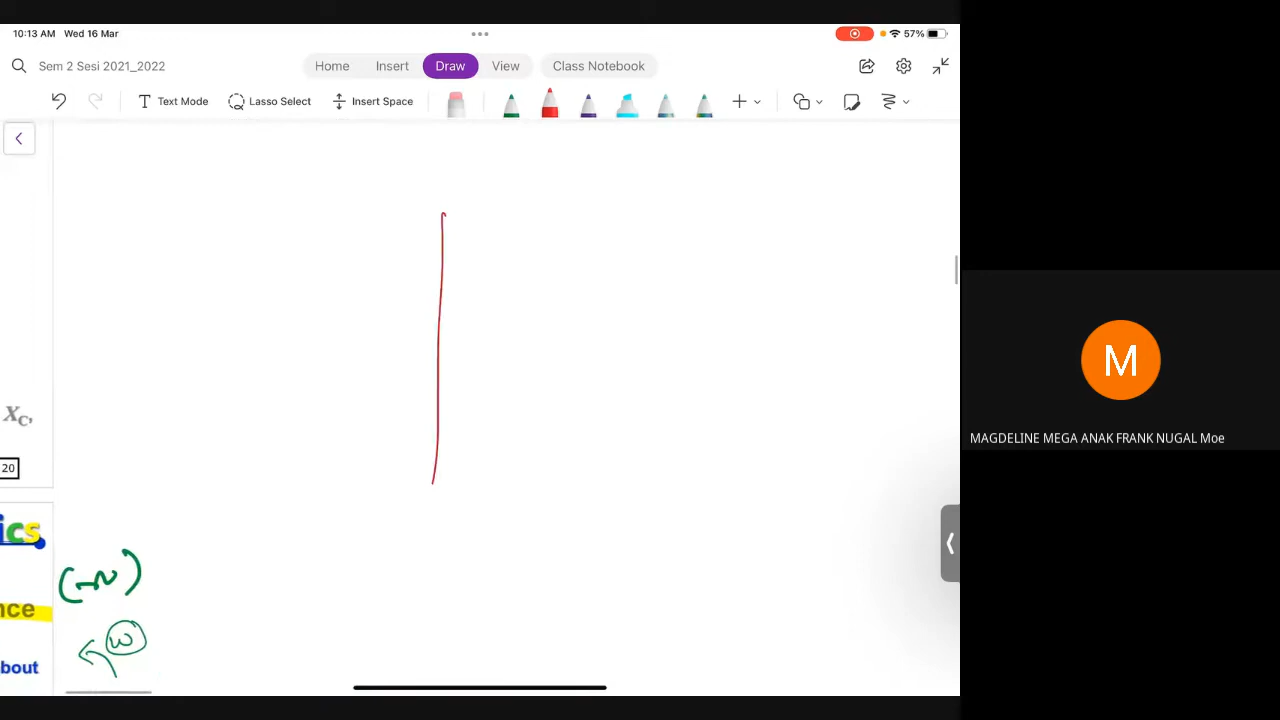 10:13 AM Wed 16 Mar
57%
Sem 2 Sesi 2021_2022
Home Insert Draw View Class Notebook
Text Mode Lasso Select Insert Space
X_C,
20
ics
nce
bout
ω
M
MAGDELINE MEGA ANAK FRANK NUGAL Moe